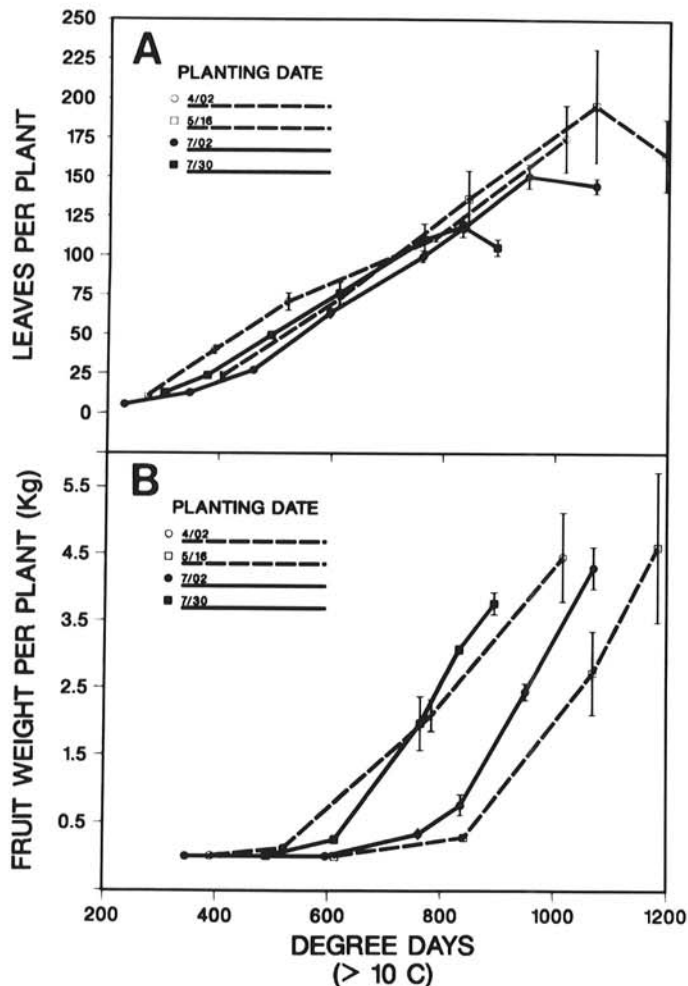 A
PLANTING DATE
4/02
5/16
7/02
7/30
LEAVES PER PLANT
250
225
200
175
150
125
100
75
50
25
0
B
PLANTING DATE
4/02
5/16
7/02
7/30
FRUIT WEIGHT PER PLANT (Kg)
5.5
4.5
3.5
2.5
1.5
0.5
200 400 600 800 1000 1200
DEGREE DAYS
(> 10 C)